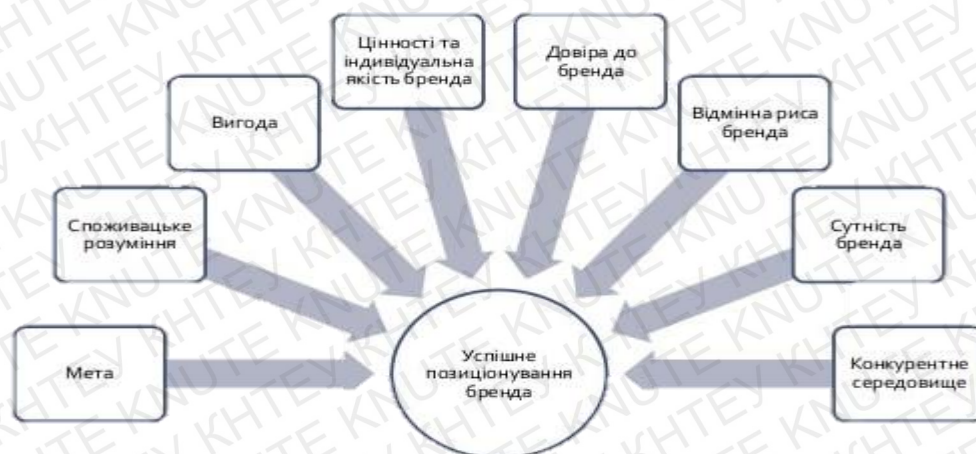 Цінності та
індивідуальна
якість бренда
Довіра до
бренда
Вигода
Відмінна риса
бренда
Споживацьке
розуміння
Сутність
бренда
Мета
Успішне
позиціонування
бренда
Конкурентне
середовище